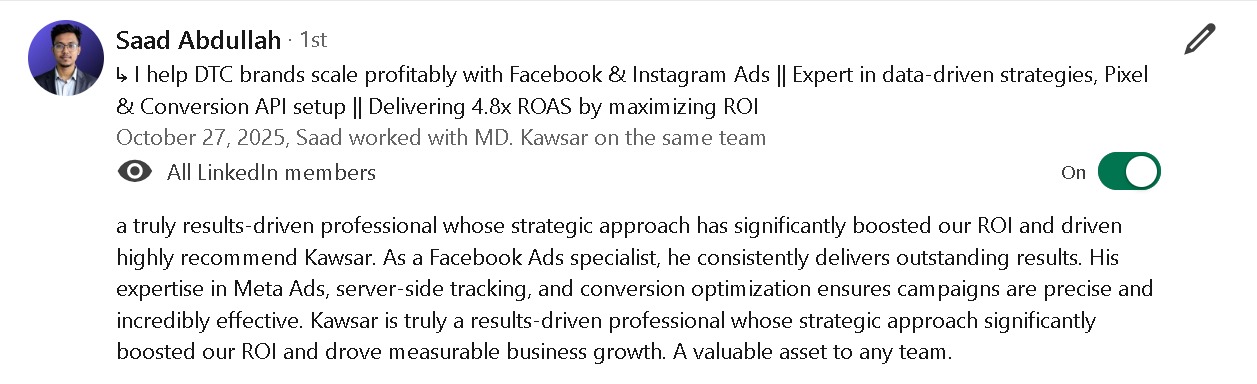 Saad Abdullah · 1st
↳ I help DTC brands scale profitably with Facebook & Instagram Ads || Expert in data-driven strategies, Pixel
& Conversion API setup || Delivering 4.8x ROAS by maximizing ROI
October 27, 2025, Saad worked with MD. Kawsar on the same team
All LinkedIn members
On
a truly results-driven professional whose strategic approach has significantly boosted our ROI and driven
highly recommend Kawsar. As a Facebook Ads specialist, he consistently delivers outstanding results. His
expertise in Meta Ads, server-side tracking, and conversion optimization ensures campaigns are precise and
incredibly effective. Kawsar is truly a results-driven professional whose strategic approach significantly
boosted our ROI and drove measurable business growth. A valuable asset to any team.